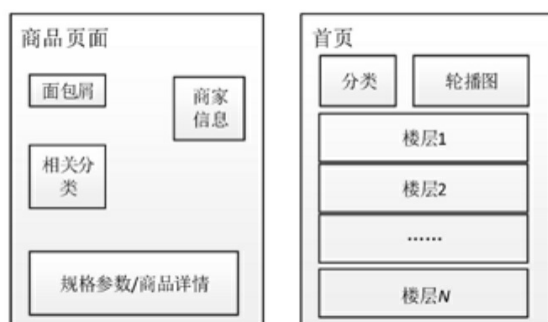 商品页面
面包屑
商家
信息
相关分
类
规格参数/商品详情
首页
分类
轮播图
楼层1
楼层2
……
楼层N